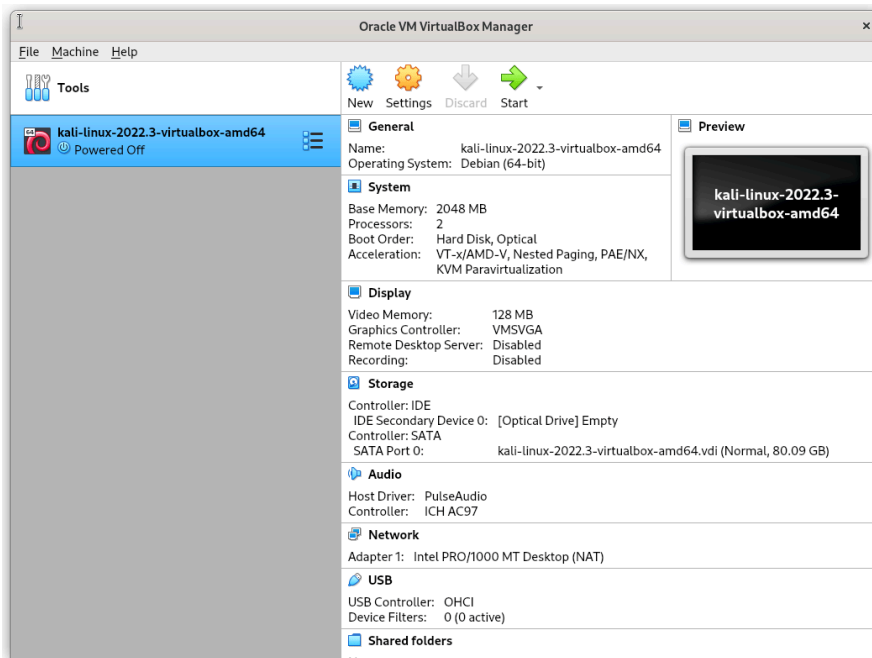 Oracle VM VirtualBox Manager
×
File Machine Help
Tools
New Settings Discard Start
64
kali-linux-2022.3-virtualbox-amd64
Powered Off
General
Name: kali-linux-2022.3-virtualbox-amd64
Operating System: Debian (64-bit)
Preview
kali-linux-2022.3-
virtualbox-amd64
System
Base Memory: 2048 MB
Processors: 2
Boot Order: Hard Disk, Optical
Acceleration: VT-x/AMD-V, Nested Paging, PAE/NX,
KVM Paravirtualization
Display
Video Memory: 128 MB
Graphics Controller: VMSVGA
Remote Desktop Server: Disabled
Recording: Disabled
Storage
Controller: IDE
IDE Secondary Device 0: [Optical Drive] Empty
Controller: SATA
SATA Port 0: kali-linux-2022.3-virtualbox-amd64.vdi (Normal, 80.09 GB)
Audio
Host Driver: PulseAudio
Controller: ICH AC97
Network
Adapter 1: Intel PRO/1000 MT Desktop (NAT)
USB
USB Controller: OHCI
Device Filters: 0 (0 active)
Shared folders